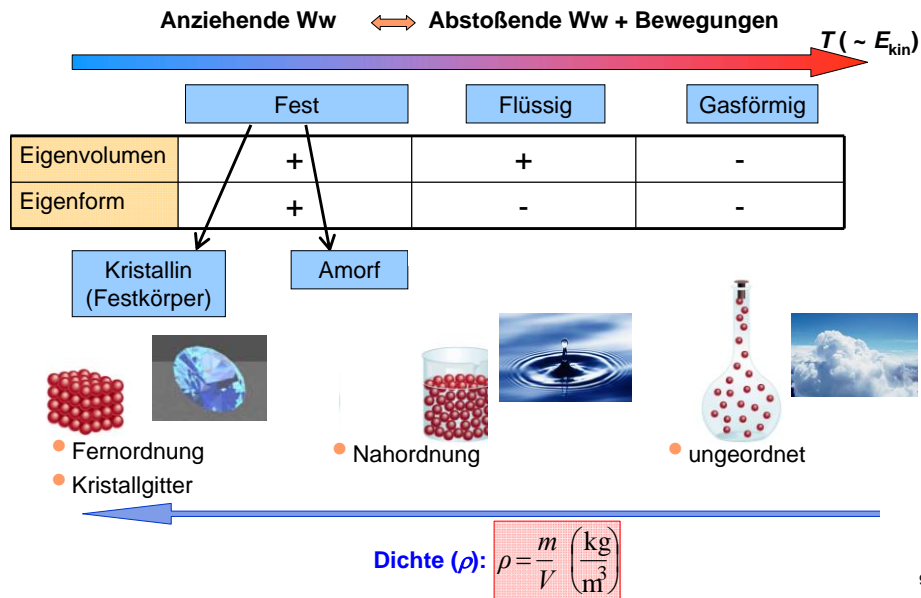 Anziehende Ww Abstoßende Ww + Bewegungen
T ( ~ Ekin)
Fest Flüssig Gasförmig
Eigenvolumen + + -
Eigenform + - -
Kristallin
(Festkörper)
Amorf
Fernordnung
Kristallgitter
Nahordnung
ungeordnet
Dichte (ρ): ρ = m/V (kg/m³)